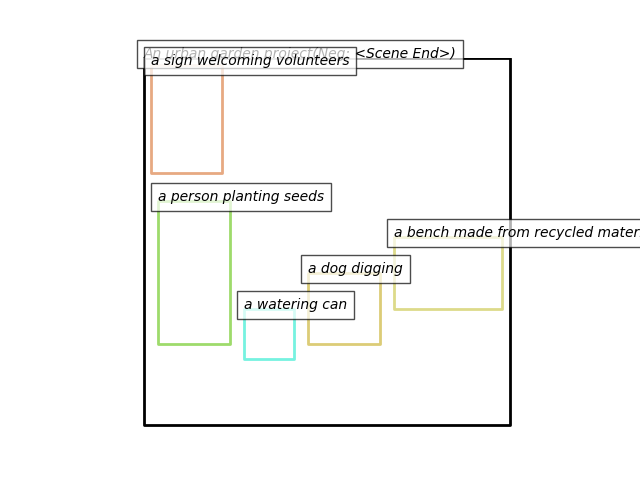 An urban garden project(Neg: <Scene End>)
a sign welcoming volunteers
a person planting seeds
a bench made from recycled mater
a dog digging
a watering can